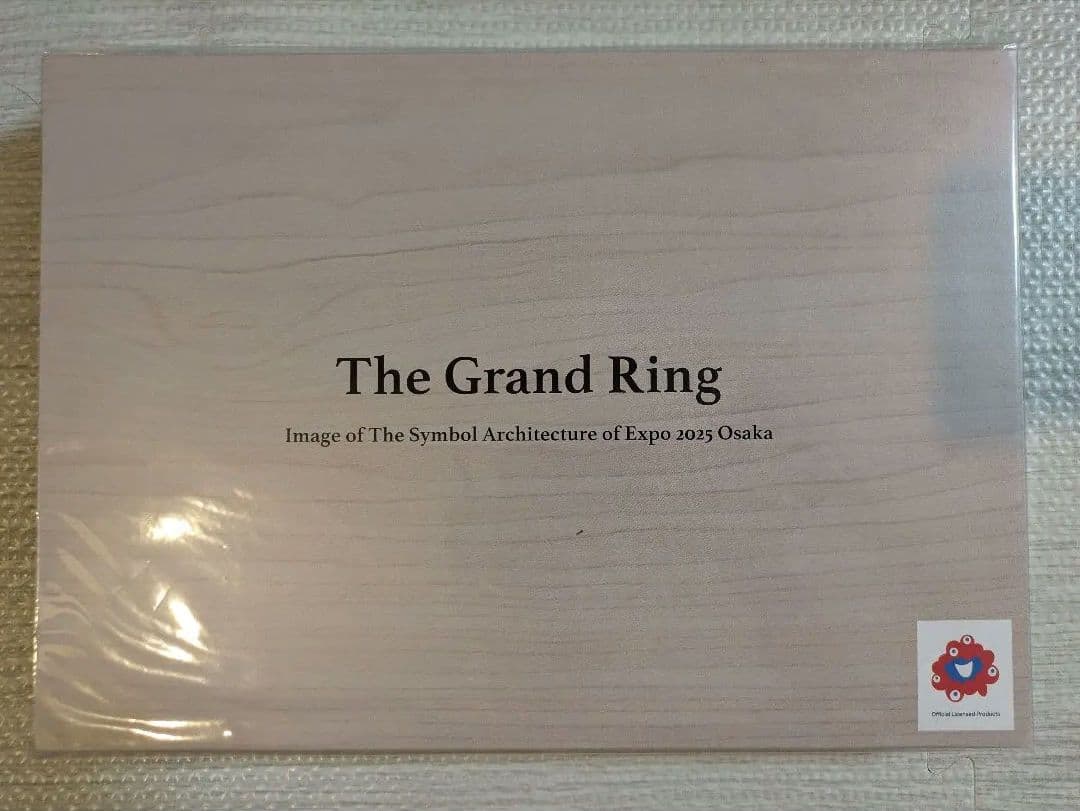 The Grand Ring
Image of The Symbol Architecture of Expo 2025 Osaka
Official Licensed Products